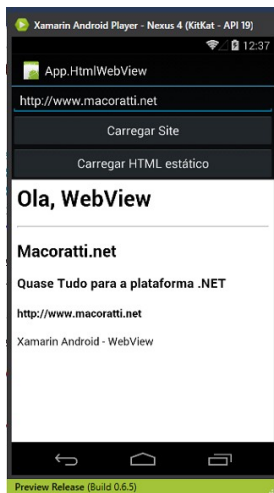 Xamarin Android Player - Nexus 4 (KitKat - API 19)
12:37
App.HtmlWebView
http://www.macoratti.net
Carregar Site
Carregar HTML estático
Ola, WebView
Macoratti.net
Quase Tudo para a plataforma .NET
http://www.macoratti.net
Xamarin Android - WebView
Preview Release (Build 0.6.5)